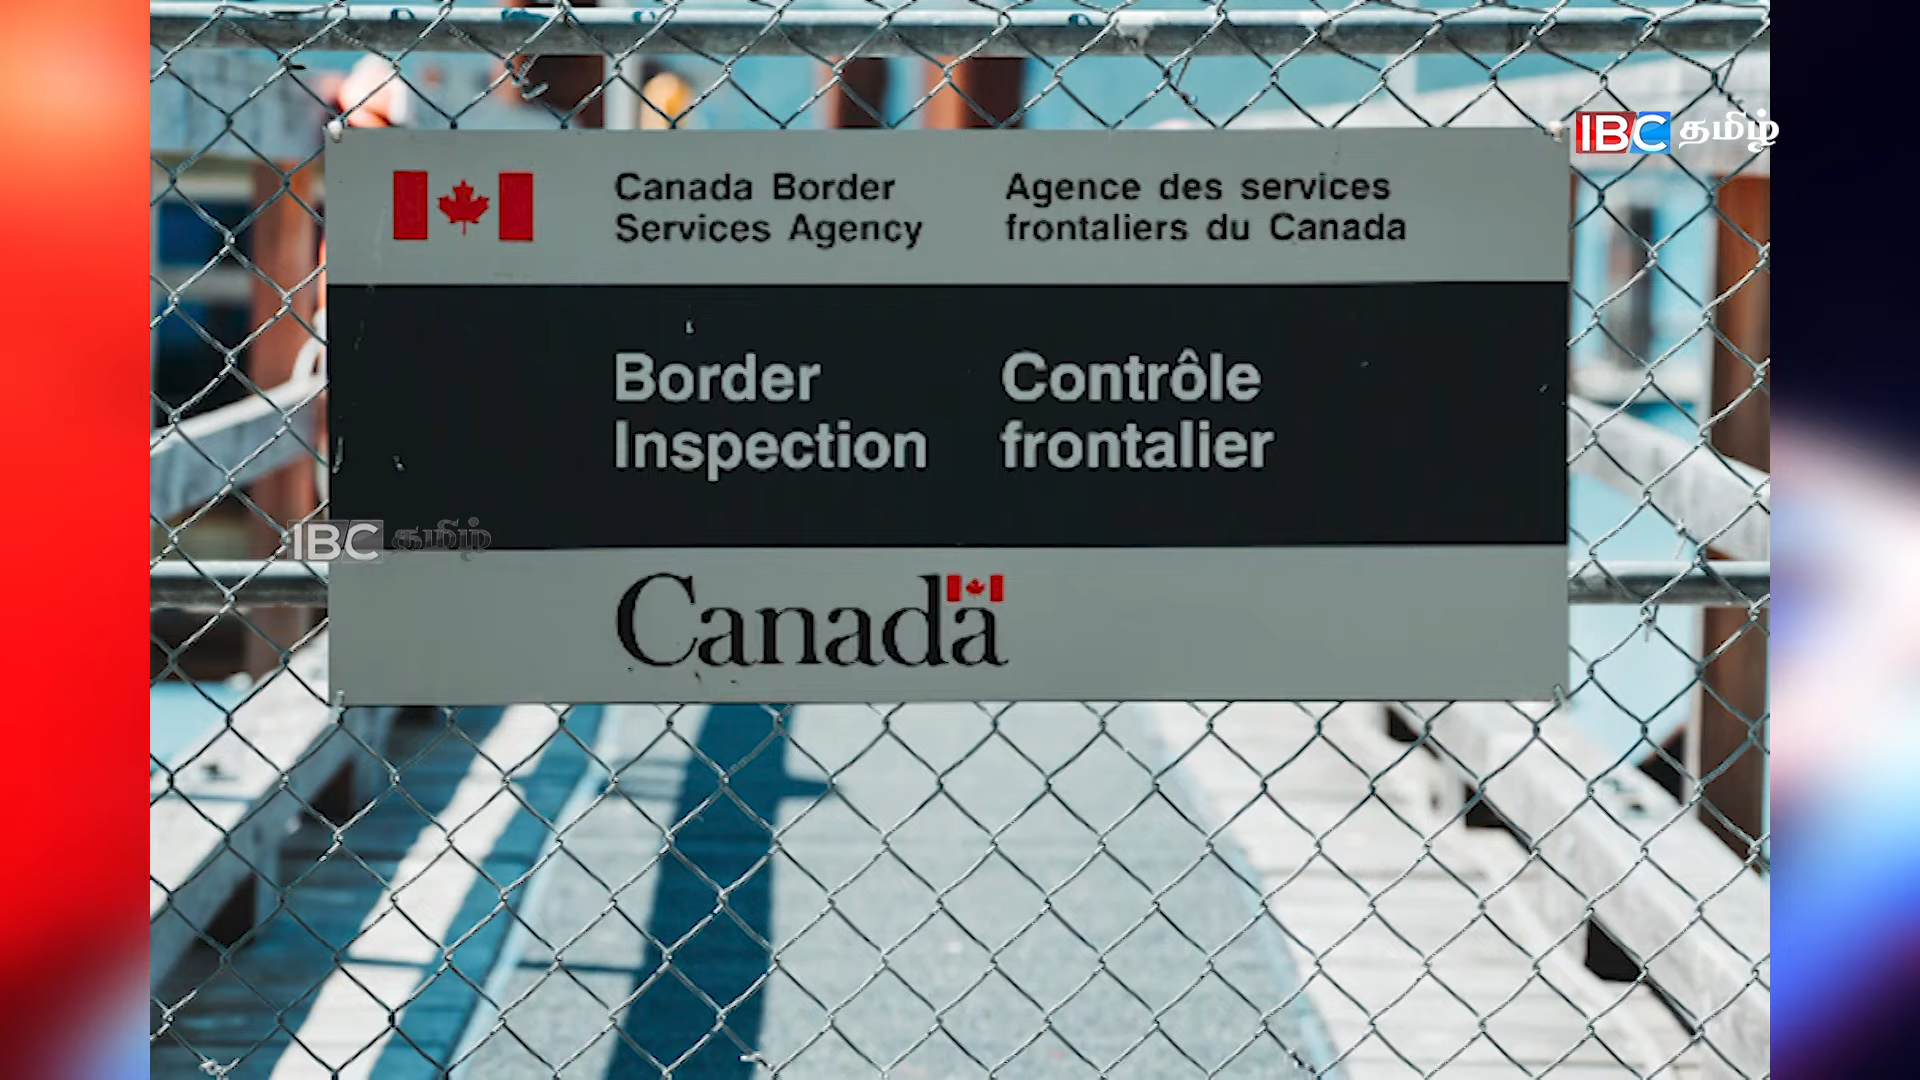 IBC தமிழ்
Canada Border
Services Agency
Agence des services
frontaliers du Canada
Border
Inspection
Contrôle
frontalier
IBC தமிழ்
Canada